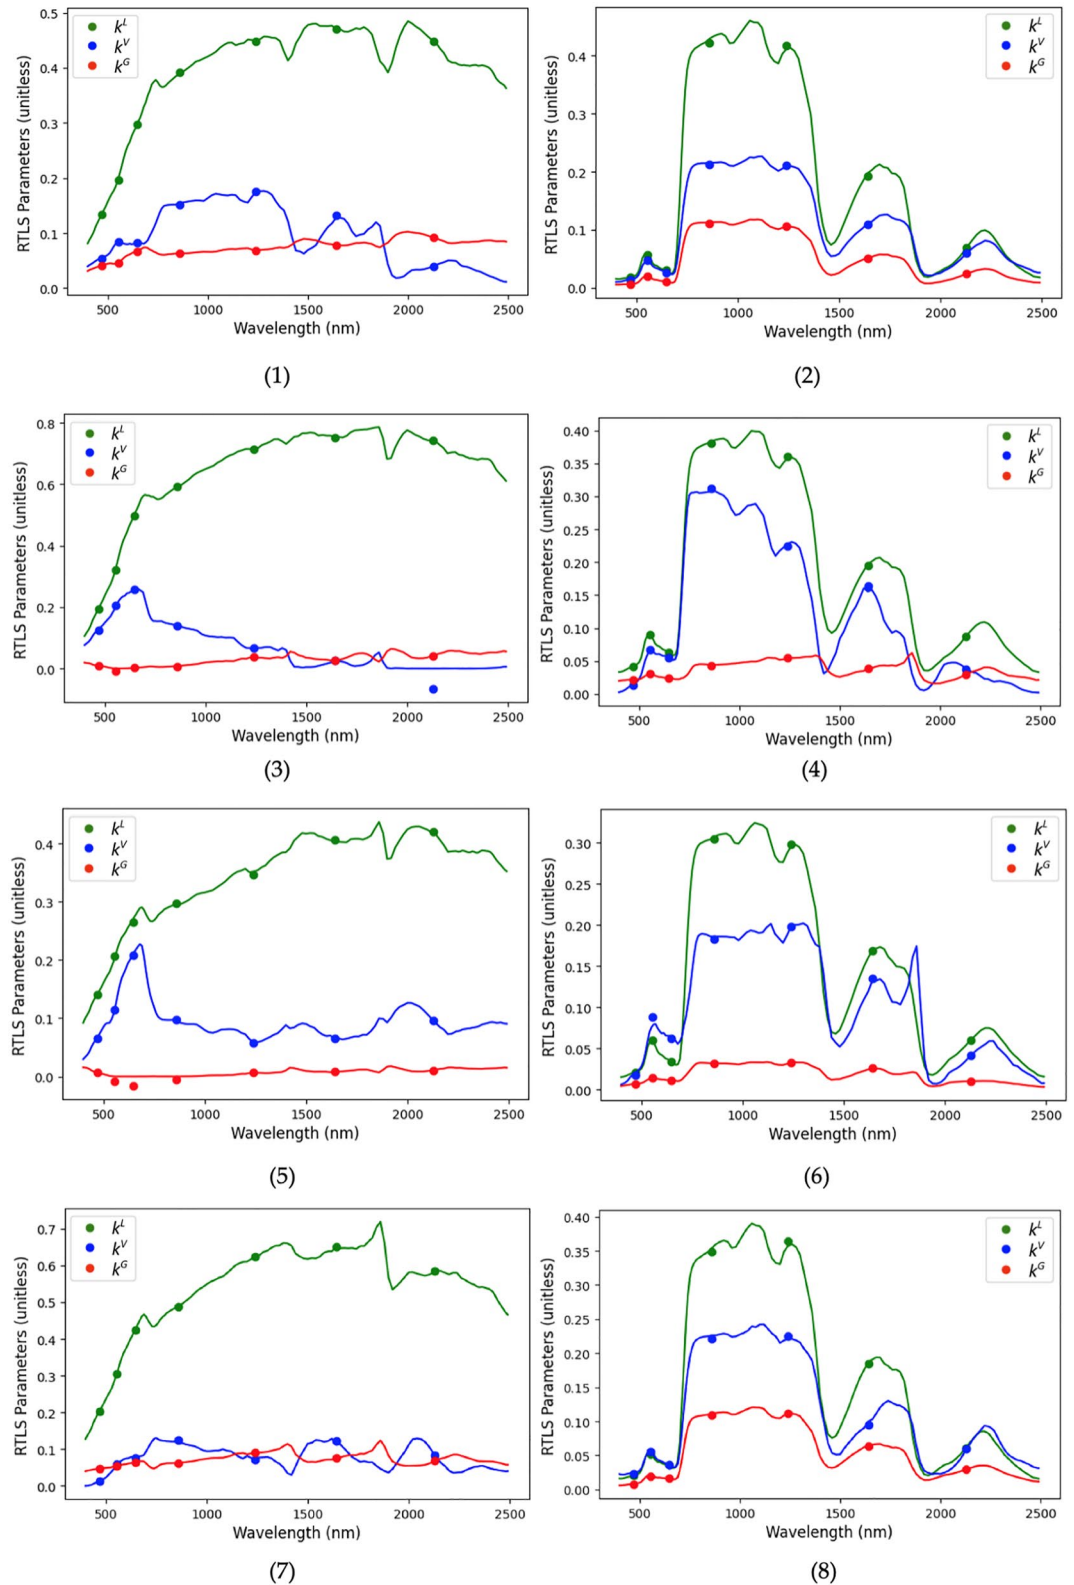 RTLS Parameters (unitless)
0.5
0.4
0.3
0.2
0.1
0.0
k^L
k^V
k^G
500 1000 1500 2000 2500
Wavelength (nm)
(1)
RTLS Parameters (unitless)
0.4
0.3
0.2
0.1
0.0
k^L
k^V
k^G
500 1000 1500 2000 2500
Wavelength (nm)
(2)
RTLS Parameters (unitless)
0.8
0.6
0.4
0.2
0.0
k^L
k^V
k^G
500 1000 1500 2000 2500
Wavelength (nm)
(3)
RTLS Parameters (unitless)
0.40
0.35
0.30
0.25
0.20
0.15
0.10
0.05
0.00
k^L
k^V
k^G
500 1000 1500 2000 2500
Wavelength (nm)
(4)
RTLS Parameters (unitless)
0.4
0.3
0.2
0.1
0.0
k^L
k^V
k^G
500 1000 1500 2000 2500
Wavelength (nm)
(5)
RTLS Parameters (unitless)
0.30
0.25
0.20
0.15
0.10
0.05
0.00
k^L
k^V
k^G
500 1000 1500 2000 2500
Wavelength (nm)
(6)
RTLS Parameters (unitless)
0.7
0.6
0.5
0.4
0.3
0.2
0.1
0.0
k^L
k^V
k^G
500 1000 1500 2000 2500
Wavelength (nm)
(7)
RTLS Parameters (unitless)
0.40
0.35
0.30
0.25
0.20
0.15
0.10
0.05
0.00
k^L
k^V
k^G
500 1000 1500 2000 2500
Wavelength (nm)
(8)